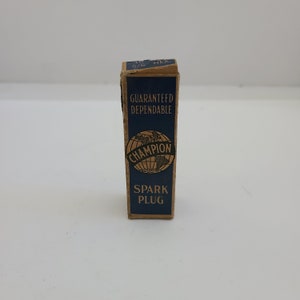 GUARANTEED
DEPENDABLE
CHAMPION
SPARK
PLUG